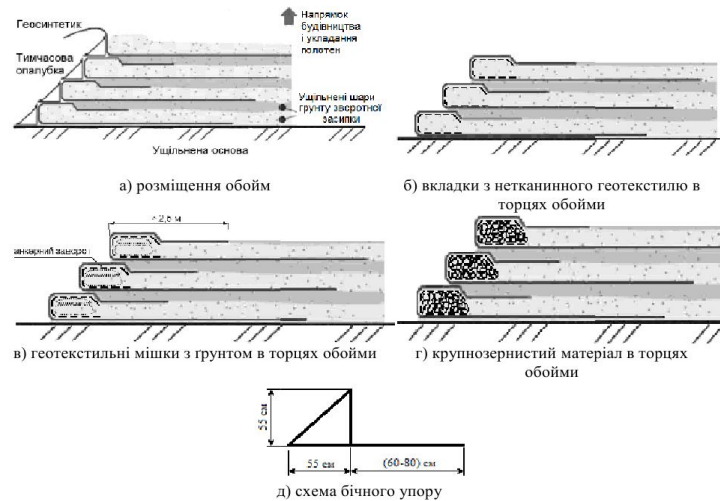 Геосинтетик
Тимчасова
опалубка
Напрямок
будівництва
і укладання
полотен
Ущільнені шари
ґрунту зворотної
засипки
Ущільнена основа
а) розміщення обойм
б) вкладки з нетканинного геотекстилю в
торцях обойми
≈ 2,5 м
анкарний заворот
в) геотекстильні мішки з ґрунтом в торцях обойми
г) крупнозернистий матеріал в торцях
обойми
55 см
55 см
(60-80) см
д) схема бічного упору